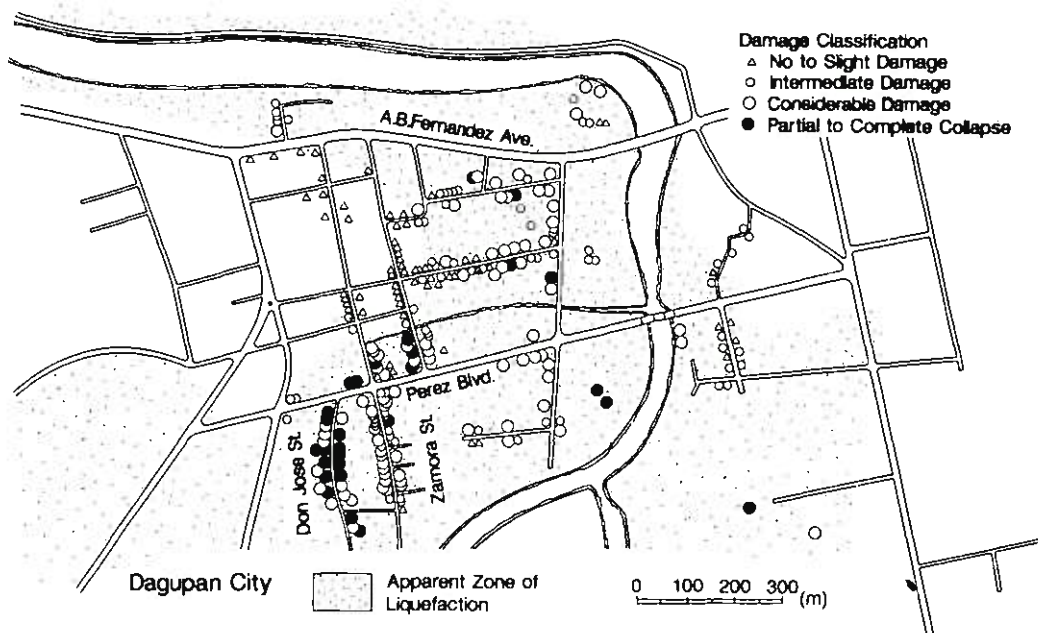 Damage Classification
No to Slight Damage
Intermediate Damage
Considerable Damage
Partial to Complete Collapse
A.B.Fernandez Ave.
Perez Blvd.
Don Jose St.
Zamora St.
Dagupan City
Apparent Zone of
Liquefaction
0 100 200 300 (m)